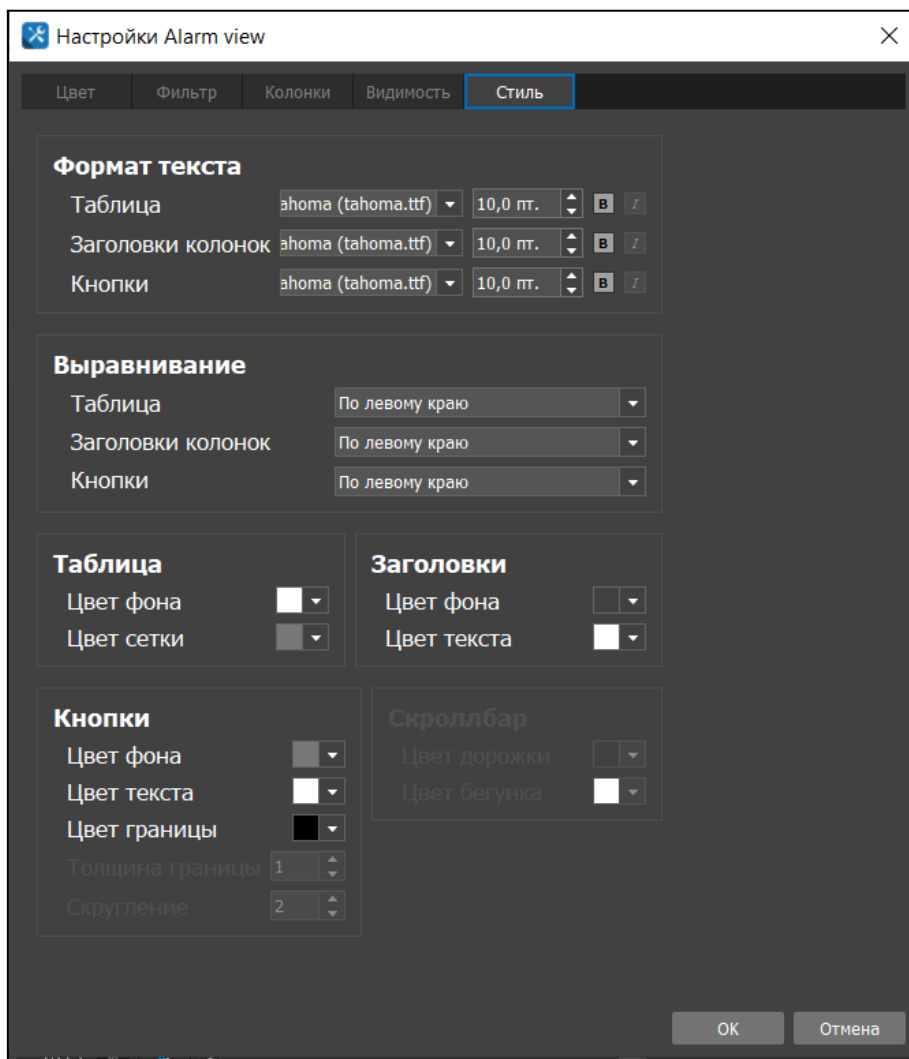 Настройки Alarm view
Цвет Фильтр Колонки Видимость Стиль
Формат текста
Таблица ahoma (tahoma.ttf) 10,0 пт. B I
Заголовки колонок ahoma (tahoma.ttf) 10,0 пт. B I
Кнопки ahoma (tahoma.ttf) 10,0 пт. B I
Выравнивание
Таблица По левому краю
Заголовки колонок По левому краю
Кнопки По левому краю
Таблица
Цвет фона
Цвет сетки
Заголовки
Цвет фона
Цвет текста
Кнопки
Цвет фона
Цвет текста
Цвет границы
Толщина границы 1
Скругление 2
Скроллбар
Цвет дорожки
Цвет бегунка
OK Отмена